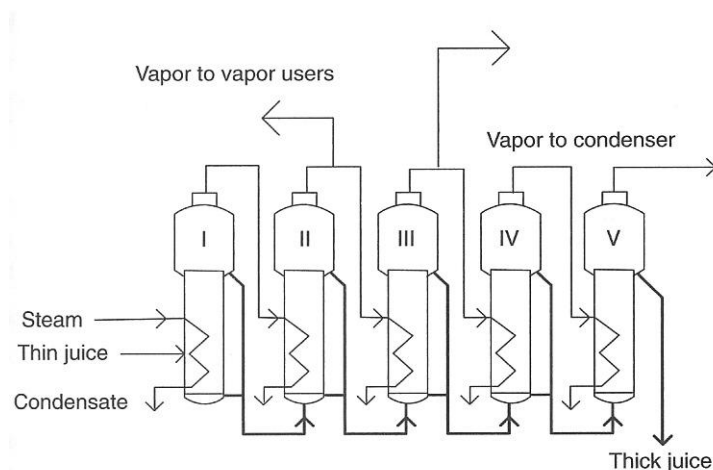 Vapor to vapor users
Vapor to condenser
I
II
III
IV
V
Steam
Thin juice
Condensate
Thick juice